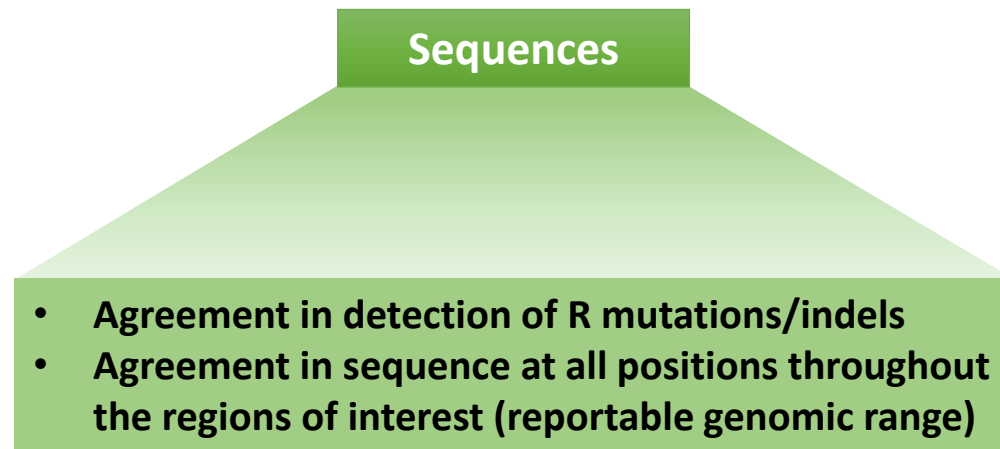 Sequences
• Agreement in detection of R mutations/indels
• Agreement in sequence at all positions throughout
the regions of interest (reportable genomic range)